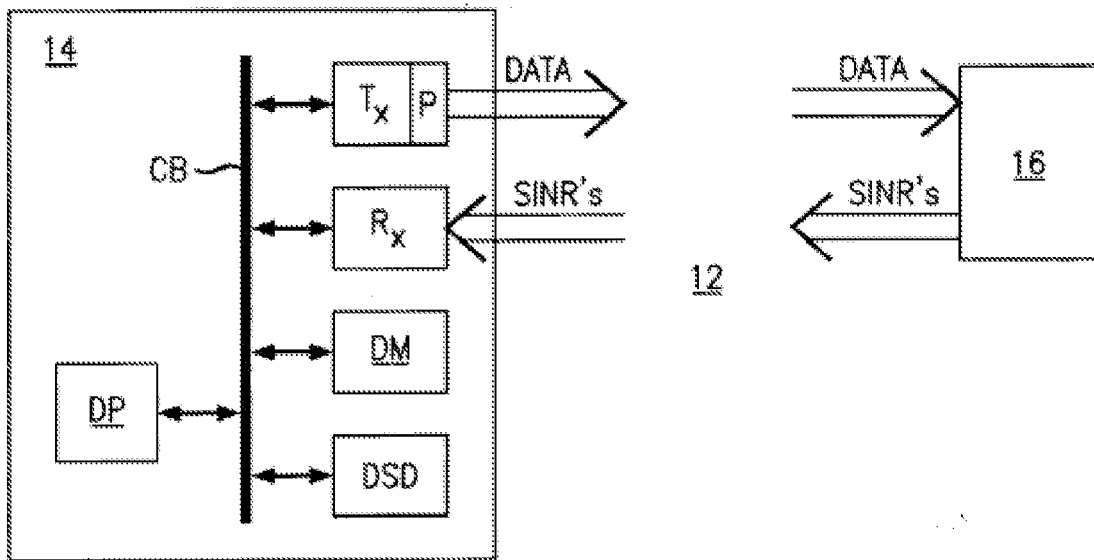 14
Tx P
DATA
DATA
CB
Rx
SINR's
SINR's
16
12
DM
DP
DSD